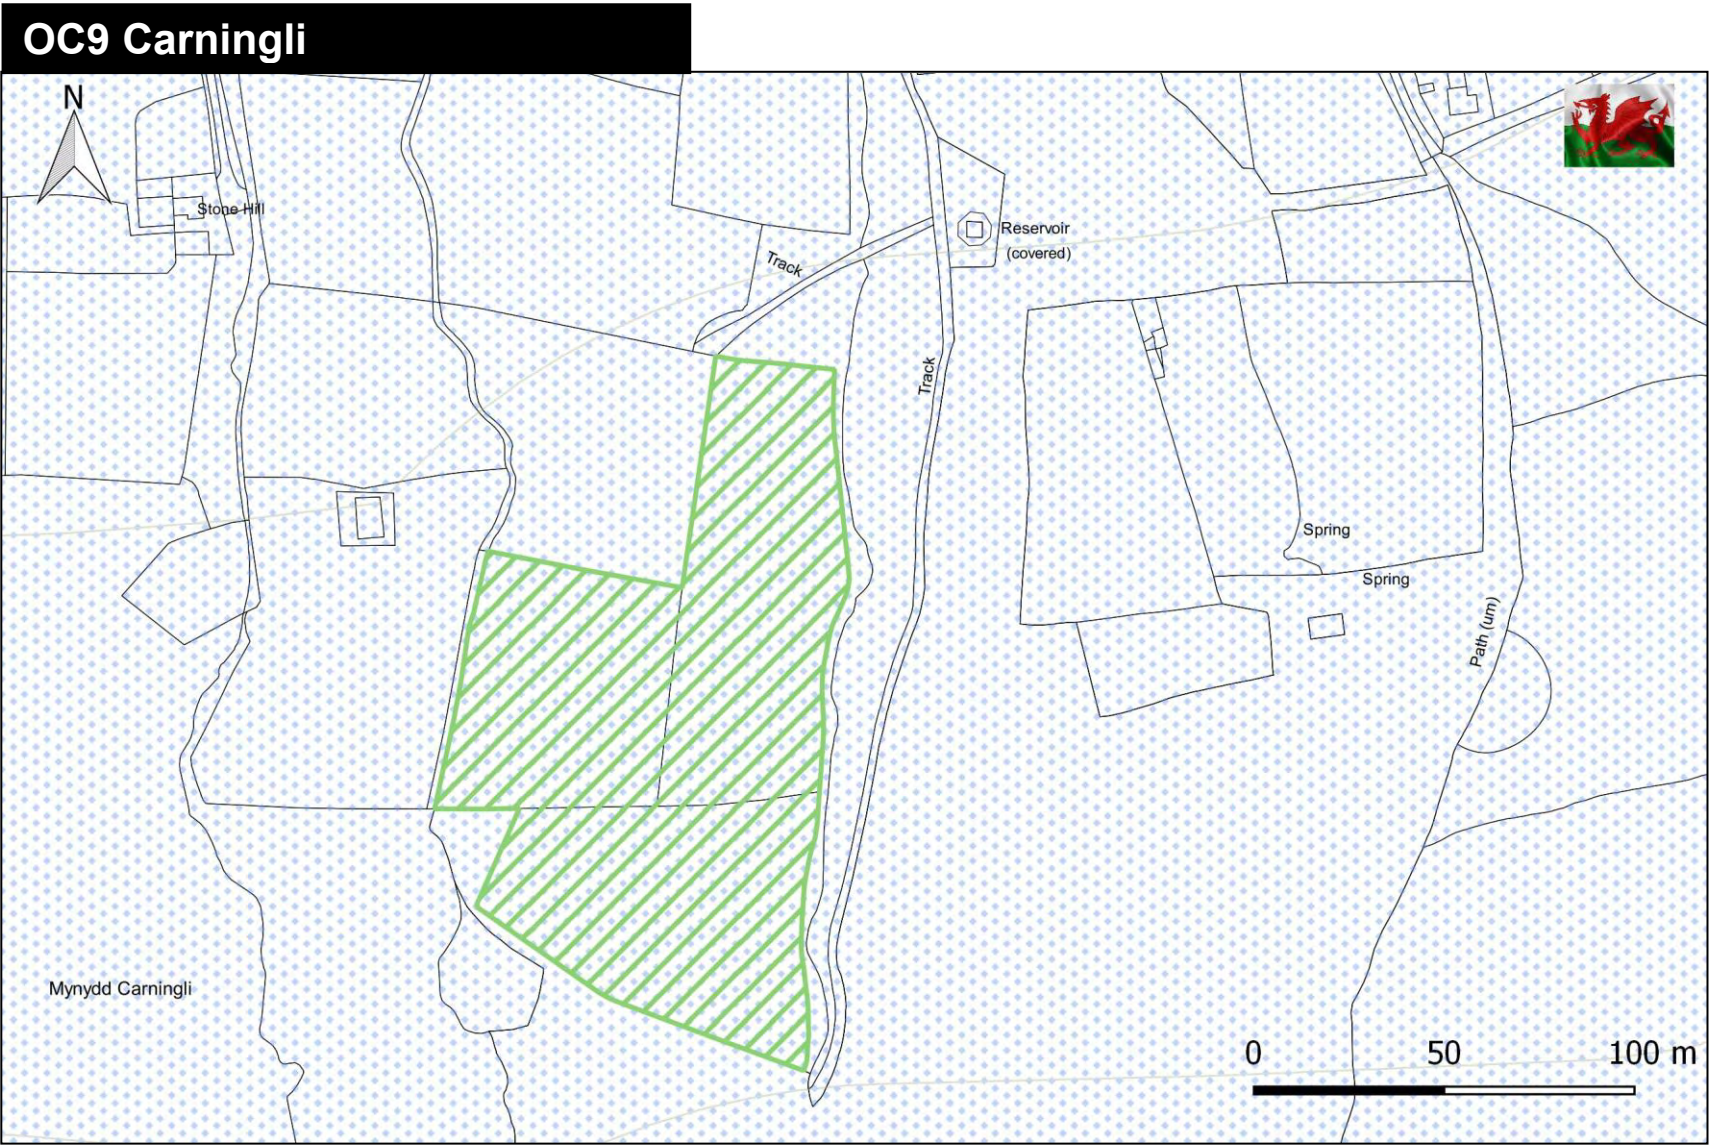 OC9 Carningli
N
Stone Hill
Track
Reservoir
(covered)
Track
Spring
Spring
Path (um)
Mynydd Carningli
0 50 100 m